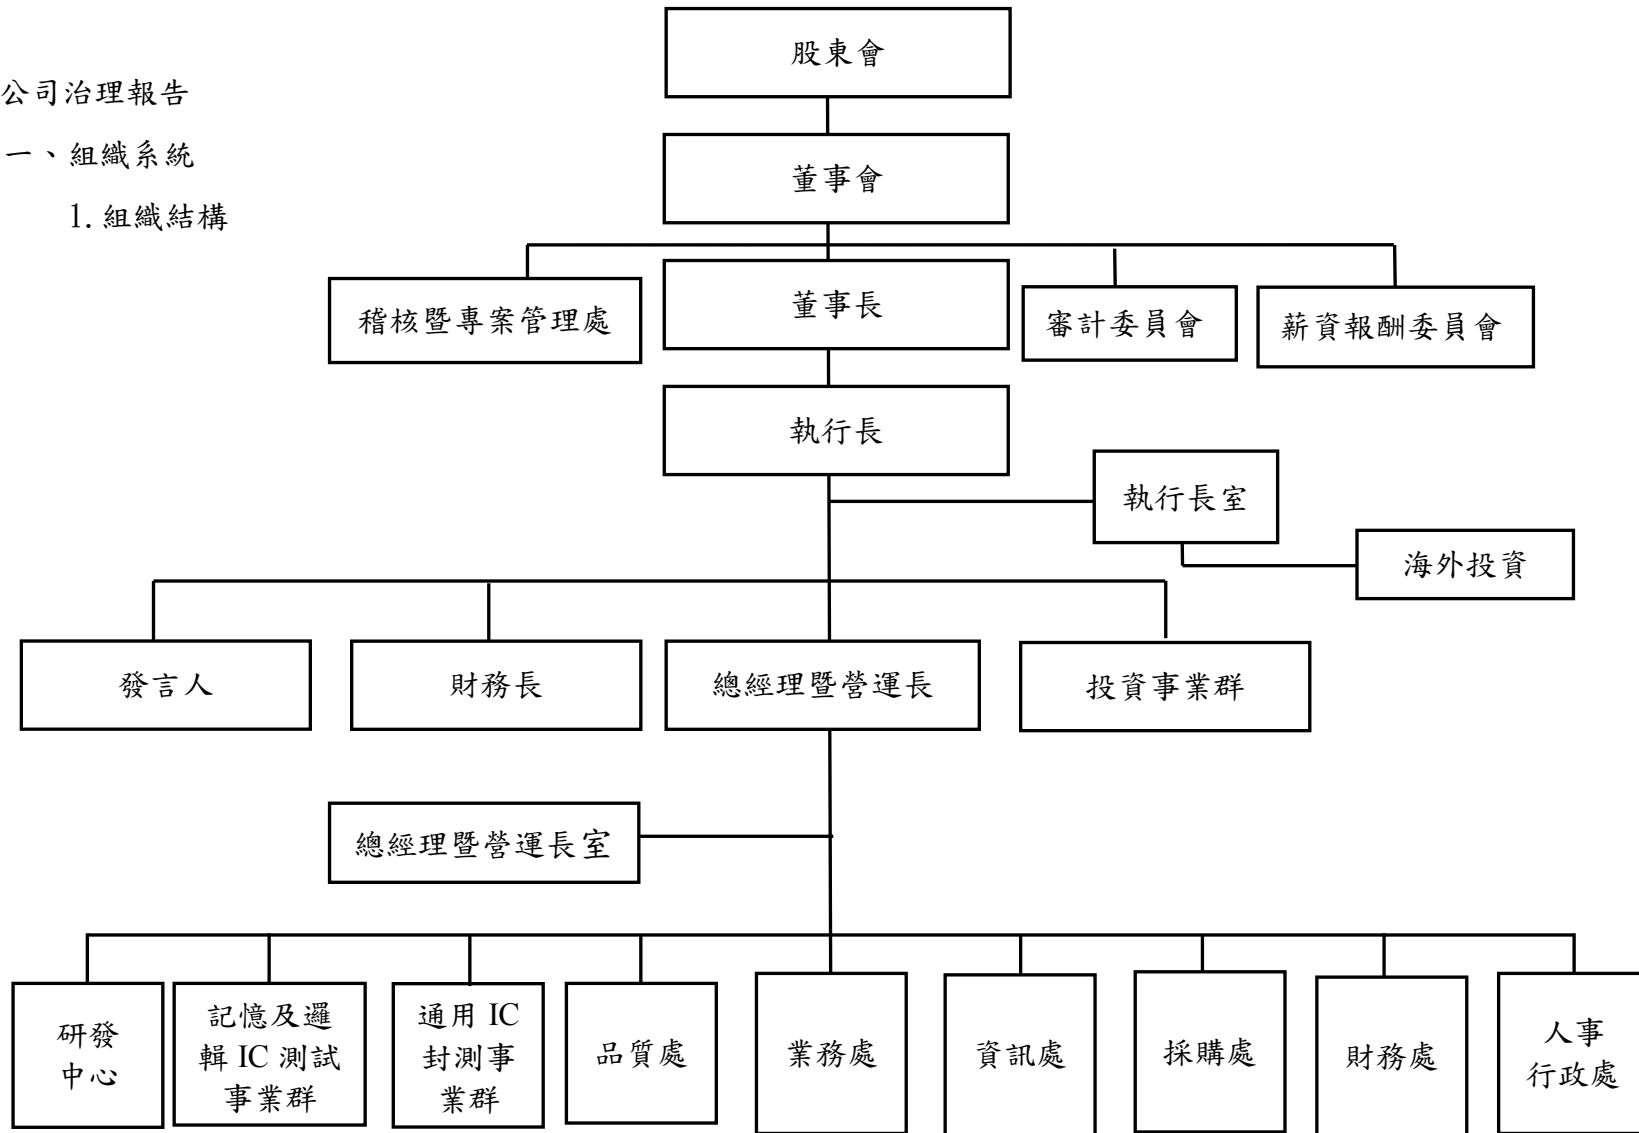 股東會
公司治理報告
一、組織系統
董事會
1. 組織結構
稽核暨專案管理處
董事長
審計委員會
薪資報酬委員會
執行長
執行長室
海外投資
發言人
財務長
總經理暨營運長
投資事業群
總經理暨營運長室
研發
中心
記憶及邏
輯 IC 測試
事業群
通用 IC
封測事
業群
品質處
業務處
資訊處
採購處
財務處
人事
行政處